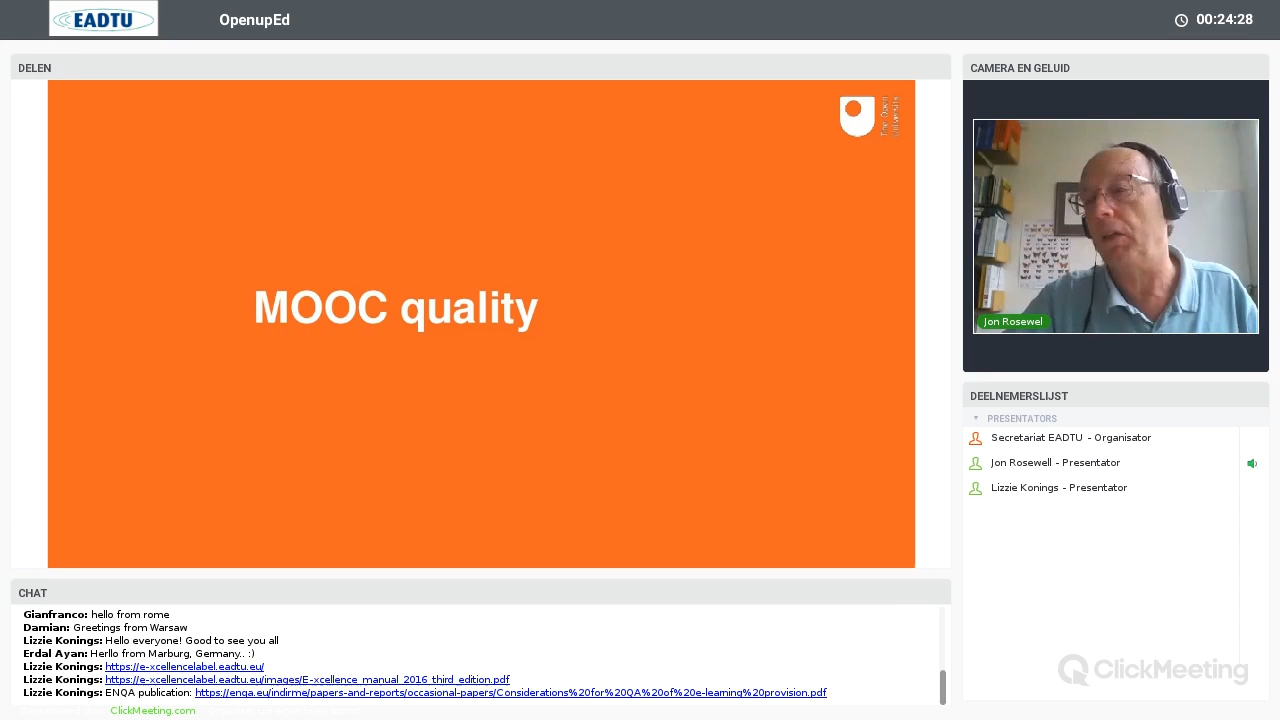 EADTU
OpenupEd
00:24:28
DELEN
CAMERA EN GELUID
The Open
University
MOOC quality
Jon Rosewel
DEELNEMERSLIJST
PRESENTATORS
Secretariat EADTU - Organisator
Jon Rosewell - Presentator
Lizzie Konings - Presentator
CHAT
Gianfranco: hello from rome
Damian: Greetings from Warsaw
Lizzie Konings: Hello everyone! Good to see you all
Erdal Ayan: Herllo from Marburg, Germany.. :)
Lizzie Konings: https://e-xcellencelabel.eadtu.eu/
Lizzie Konings: https://e-xcellencelabel.eadtu.eu/images/E-xcellence_manual_2016_third_edition.pdf
Lizzie Konings: ENQA publication: https://enqa.eu/indirme/papers-and-reports/occasional-papers/Considerations%20for%20QA%20of%20e-learning%20provision.pdf
ClickMeeting
ClickMeeting.com